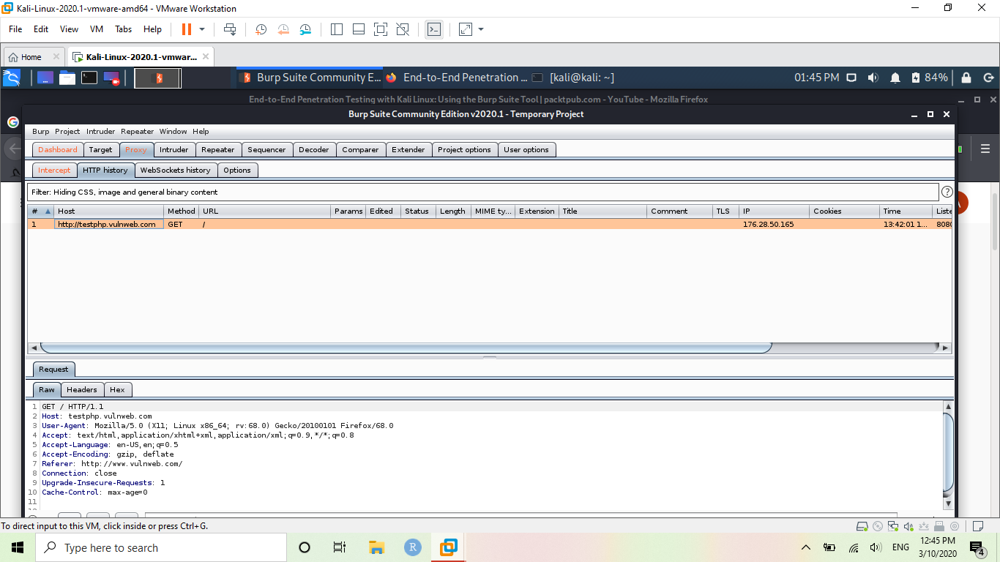 Kali-Linux-2020.1-vmware-amd64 - VMware Workstation
File Edit View VM Tabs Help
Home Kali-Linux-2020.1-vmwar...
Burp Suite Community E... End-to-End Penetration ... [kali@kali: ~] 01:45 PM 84%
End-to-End Penetration Testing with Kali Linux: Using the Burp Suite Tool | packtpub.com - YouTube - Mozilla Firefox
Burp Suite Community Edition v2020.1 - Temporary Project
Burp Project Intruder Repeater Window Help
Dashboard Target Proxy Intruder Repeater Sequencer Decoder Comparer Extender Project options User options
Intercept HTTP history WebSockets history Options
Filter: Hiding CSS, image and general binary content
# Host Method URL Params Edited Status Length MIME ty... Extension Title Comment TLS IP Cookies Time Liste
1 http://testphp.vulnweb.com GET / 176.28.50.165 13:42:01 1... 8080
Request
Raw Headers Hex
1 GET / HTTP/1.1
2 Host: testphp.vulnweb.com
3 User-Agent: Mozilla/5.0 (X11; Linux x86_64; rv:68.0) Gecko/20100101 Firefox/68.0
4 Accept: text/html,application/xhtml+xml,application/xml;q=0.9,*/*;q=0.8
5 Accept-Language: en-US,en;q=0.5
6 Accept-Encoding: gzip, deflate
7 Referer: http://www.vulnweb.com/
8 Connection: close
9 Upgrade-Insecure-Requests: 1
10 Cache-Control: max-age=0
11
To direct input to this VM, click inside or press Ctrl+G.
Type here to search R ENG 12:45 PM
3/10/2020 4